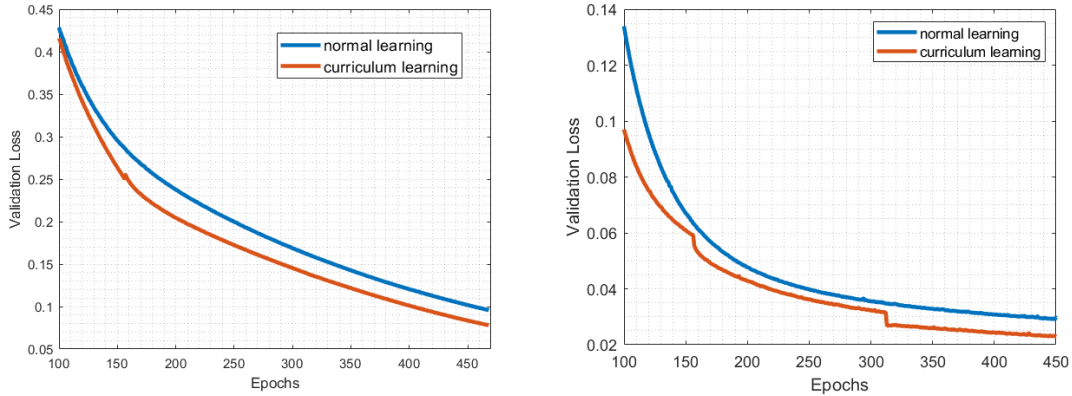 0.45
0.4
0.35
0.3
0.25
0.2
0.15
0.1
0.05
Validation Loss
normal learning
curriculum learning
100 150 200 250 300 350 400 450
Epochs
0.14
0.12
0.1
0.08
0.06
0.04
0.02
Validation Loss
normal learning
curriculum learning
100 150 200 250 300 350 400 450
Epochs